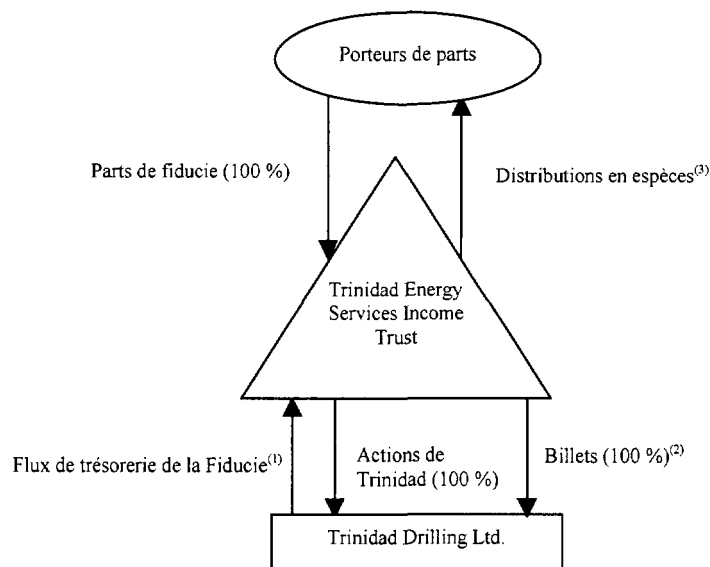 Porteurs de parts
Parts de fiducie (100 %)
Distributions en espèces(3)
Trinidad Energy
Services Income
Trust
Flux de trésorerie de la Fiducie(1)
Actions de
Trinidad (100 %)
Billets (100 %)(2)
Trinidad Drilling Ltd.